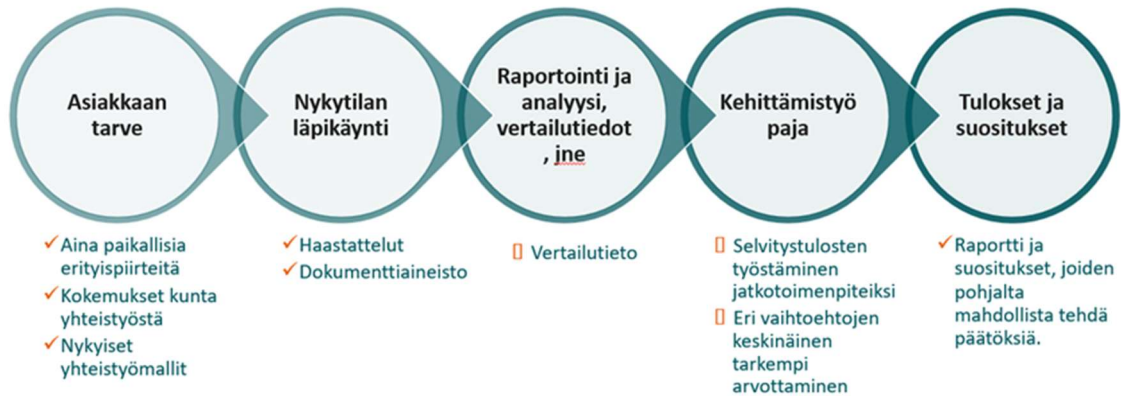 Asiakkaan
tarve
Nykytilan
läpikäynti
Raportointi ja
analyysi,
vertailutiedot
, jne
Kehittämistyö
paja
Tulokset ja
suositukset
✓Aina paikallisia
erityispiirteitä
✓Kokemukset kunta
yhteistyöstä
✓Nykyiset
yhteistyömallit
✓Haastattelut
✓Dokumenttiaineisto
▯ Vertailutieto
▯ Selvitystulosten
työstäminen
jatkotoimenpiteiksi
▯ Eri vaihtoehtojen
keskinäinen
tarkempi
arvottaminen
✓Raportti ja
suositukset, joiden
pohjalta
mahdollista tehdä
päätöksiä.